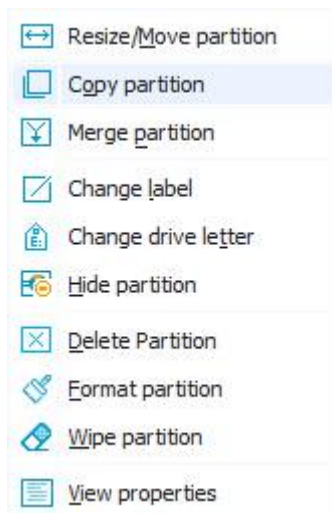 Resize/Move partition
Copy partition
Merge partition
Change label
E:
Change drive letter
Hide partition
Delete Partition
Format partition
Wipe partition
View properties